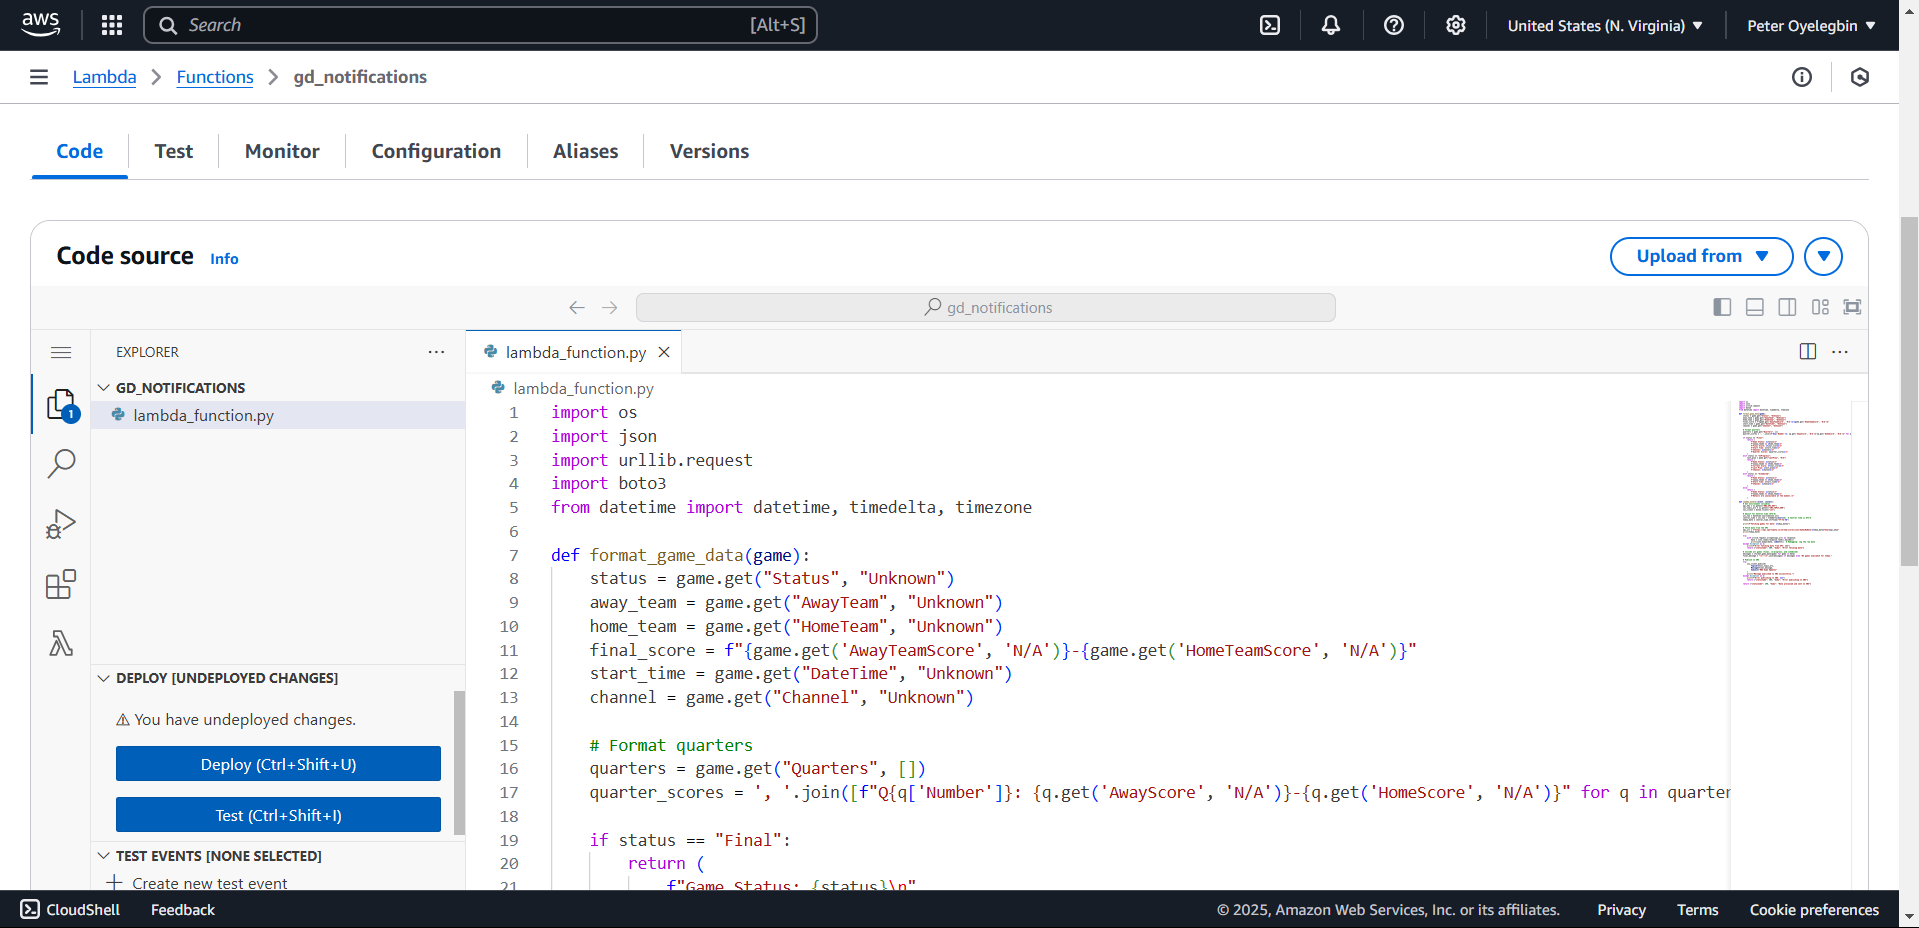 aws
Search [Alt+S]
United States (N. Virginia) Peter Oyelegbin
Lambda Functions gd_notifications
Code Test Monitor Configuration Aliases Versions
Code source Info
Upload from
gd_notifications
EXPLORER
lambda_function.py
GD_NOTIFICATIONS
lambda_function.py
1
DEPLOY [UNDEPLOYED CHANGES]
You have undeployed changes.
Deploy (Ctrl+Shift+U)
Test (Ctrl+Shift+I)
TEST EVENTS [NONE SELECTED]
Create new test event
lambda_function.py
1 import os
2 import json
3 import urllib.request
4 import boto3
5 from datetime import datetime, timedelta, timezone
6
7 def format_game_data(game):
8 status = game.get("Status", "Unknown")
9 away_team = game.get("AwayTeam", "Unknown")
10 home_team = game.get("HomeTeam", "Unknown")
11 final_score = f"{game.get('AwayTeamScore', 'N/A')}-{game.get('HomeTeamScore', 'N/A')}"
12 start_time = game.get("DateTime", "Unknown")
13 channel = game.get("Channel", "Unknown")
14
15 # Format quarters
16 quarters = game.get("Quarters", [])
17 quarter_scores = ', '.join([f"Q{q['Number']}: {q.get('AwayScore', 'N/A')}-{q.get('HomeScore', 'N/A')}" for q in quarter
18
19 if status == "Final":
20 return (
21 f"Game Status: {status}\n"
CloudShell Feedback © 2025, Amazon Web Services, Inc. or its affiliates. Privacy Terms Cookie preferences